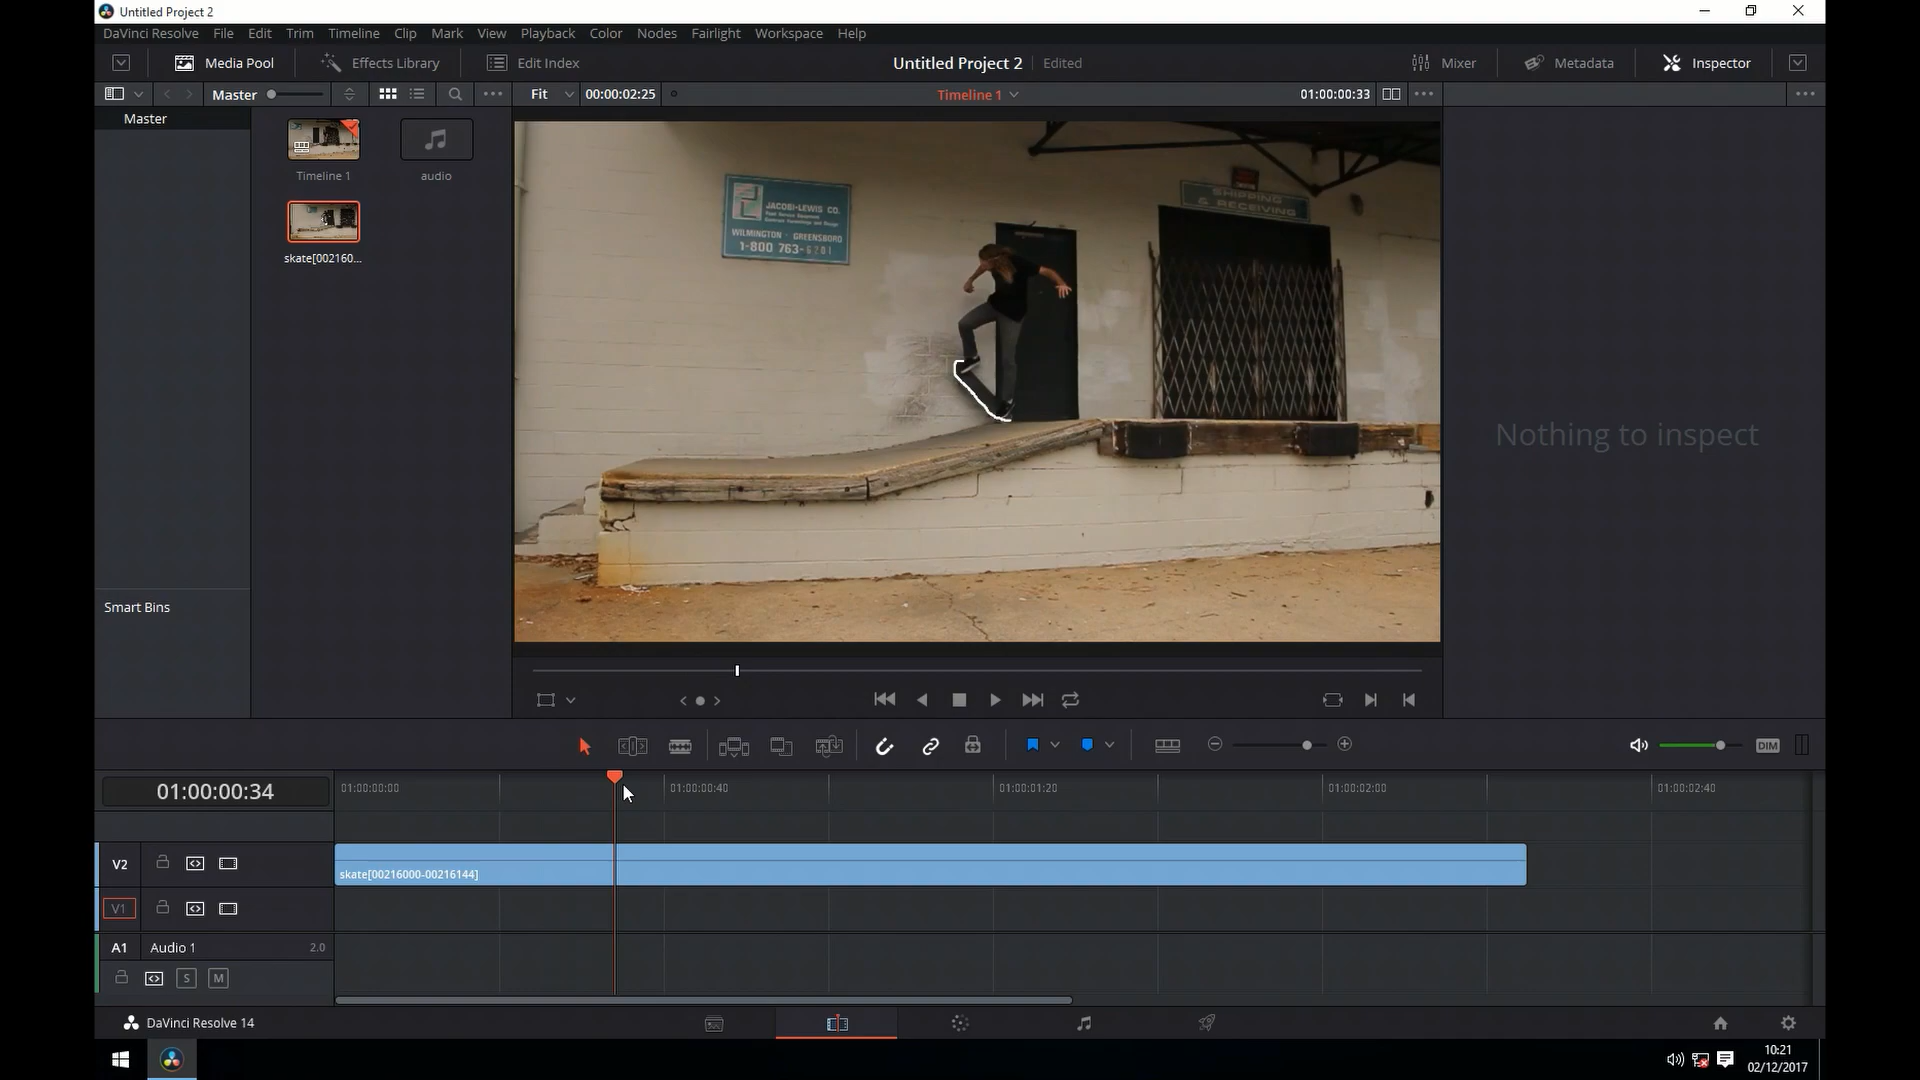 Untitled Project 2
DaVinci Resolve File Edit Trim Timeline Clip Mark View Playback Color Nodes Fairlight Workspace Help
Media Pool Effects Library Edit Index Untitled Project 2 Edited Mixer Metadata Inspector
Master Fit 00:00:02:25 Timeline 1 01:00:00:33
Master
Timeline 1 audio
skate[002160...
JACOBI-LEWIS CO.
WILMINGTON · GREENSBORO
1-800 763-6201
SHIPPING
& RECEIVING
Nothing to inspect
Smart Bins
DIM
01:00:00:34 01:00:00:00 01:00:00:40 01:00:01:20 01:00:02:00 01:00:02:40
V2
skate[00216000-00216144]
V1
A1 Audio 1 2.0
S M
DaVinci Resolve 14
10:21
02/12/2017